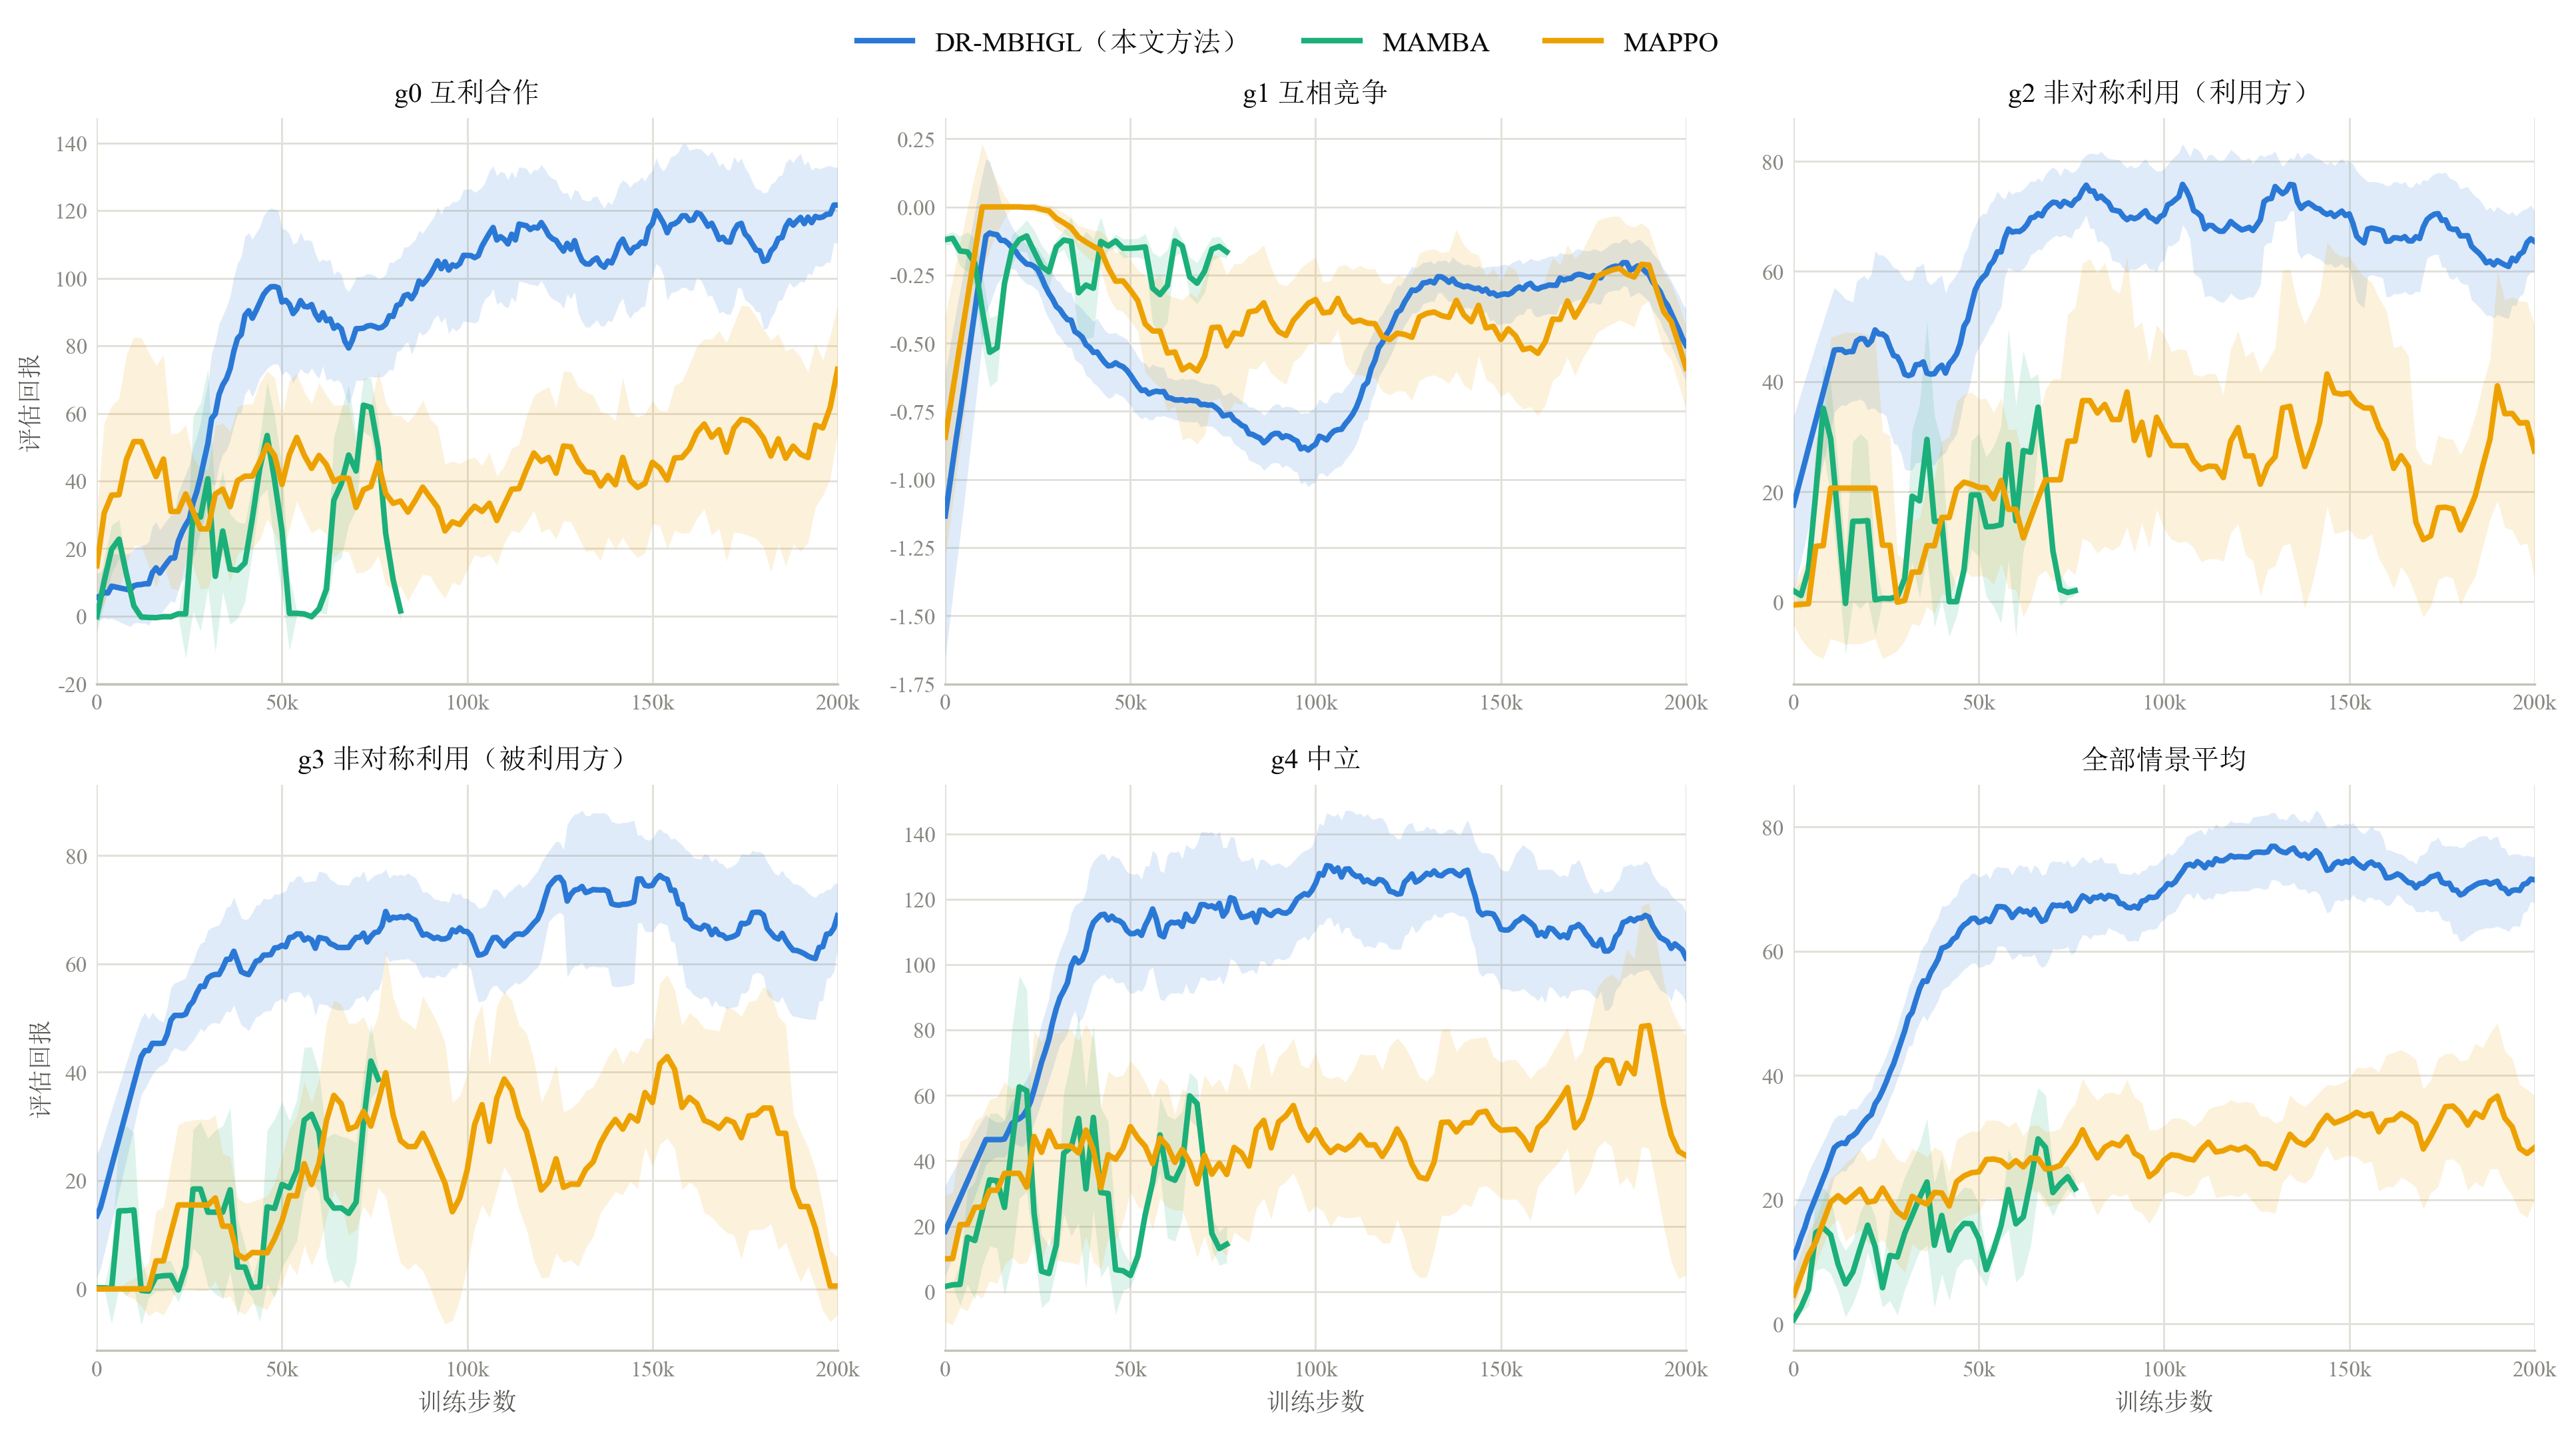 DR-MBHGL（本文方法） MAMBA MAPPO
g0 互利合作
评估回报
140
120
100
80
60
40
20
0
-20
0 50k 100k 150k 200k
g1 互相竞争
0.25
0.00
-0.25
-0.50
-0.75
-1.00
-1.25
-1.50
-1.75
0 50k 100k 150k 200k
g2 非对称利用（利用方）
80
60
40
20
0
0 50k 100k 150k 200k
g3 非对称利用（被利用方）
评估回报
80
60
40
20
0
0 50k 100k 150k 200k
训练步数
g4 中立
140
120
100
80
60
40
20
0
0 50k 100k 150k 200k
训练步数
全部情景平均
80
60
40
20
0
0 50k 100k 150k 200k
训练步数